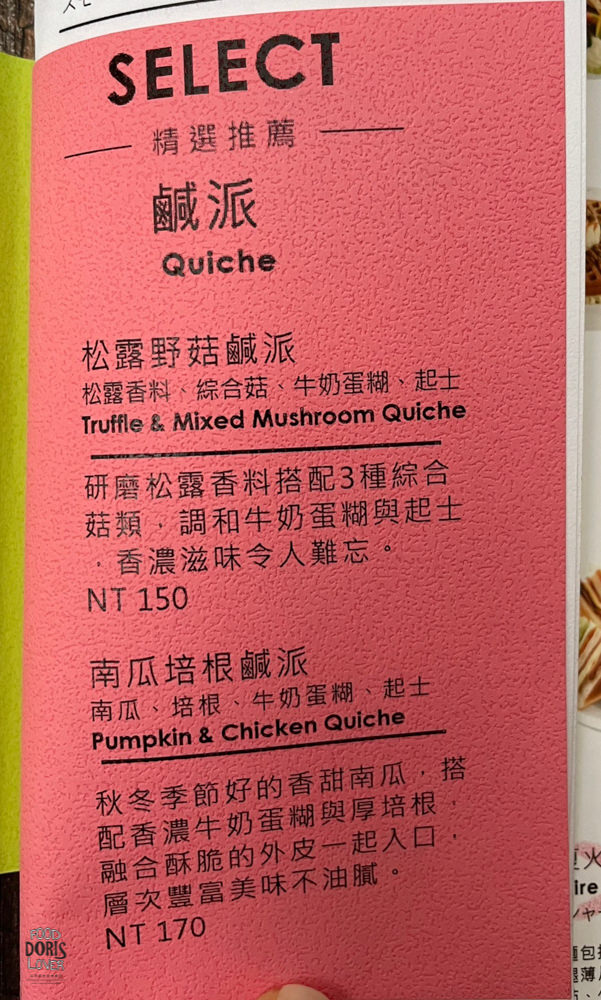 SELECT
精選推薦
鹹派
Quiche
松露野菇鹹派
松露香料、綜合菇、牛奶蛋糊、起士
Truffle & Mixed Mushroom Quiche
研磨松露香料搭配3種綜合
菇類，調和牛奶蛋糊與起士
，香濃滋味令人難忘。
NT 150
南瓜培根鹹派
南瓜、培根、牛奶蛋糊、起士
Pumpkin & Chicken Quiche
秋冬季節好的香甜南瓜，搭
配香濃牛奶蛋糊與厚培根，
融合酥脆的外皮一起入口，
層次豐富美味不油膩。
NT 170
FOOD
DORIS
LOVER
火
ire
包
薄